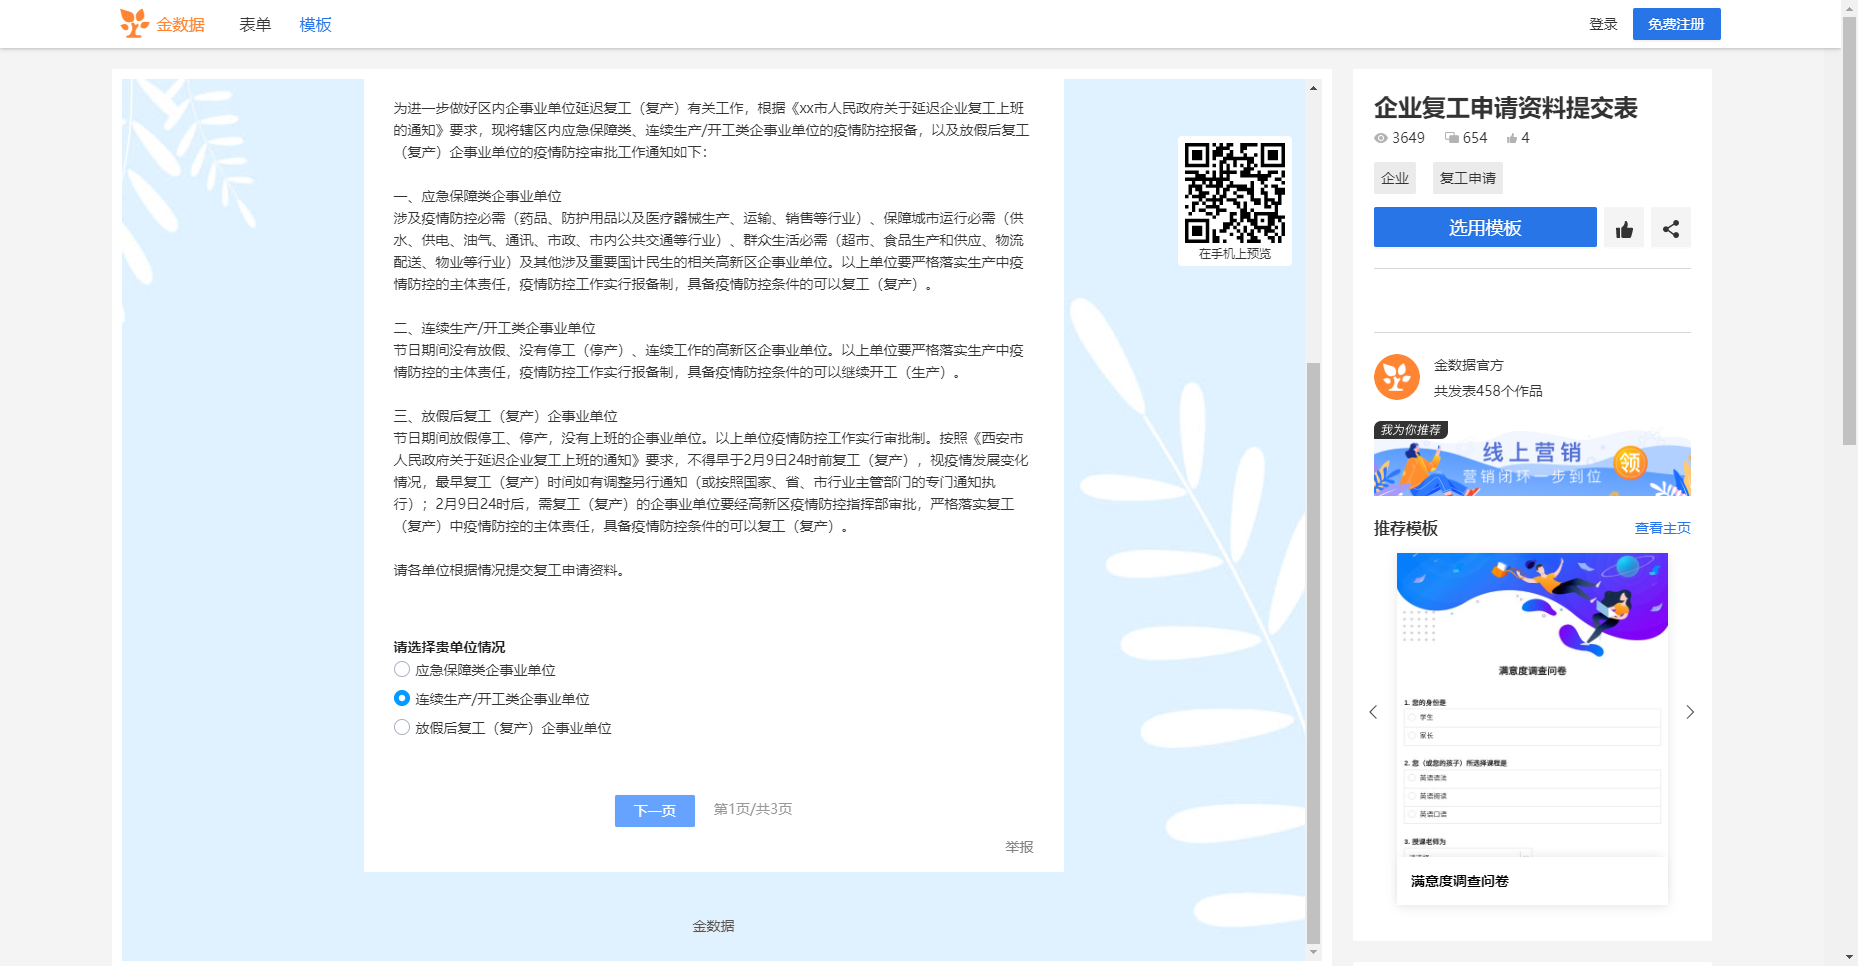 金数据
表单
模板
登录
免费注册
为进一步做好区内企事业单位延迟复工（复产）有关工作，根据《xx市人民政府关于延迟企业复工上班
的通知》要求，现将辖区内应急保障类、连续生产/开工类企事业单位的疫情防控报备，以及放假后复工
（复产）企事业单位的疫情防控审批工作通知如下：
一、应急保障类企事业单位
涉及疫情防控必需（药品、防护用品以及医疗器械生产、运输、销售等行业）、保障城市运行必需（供
水、供电、油气、通讯、市政、市内公共交通等行业）、群众生活必需（超市、食品生产和供应、物流
配送、物业等行业）及其他涉及重要国计民生的相关高新区企事业单位。以上单位要严格落实生产中疫
情防控的主体责任，疫情防控工作实行报备制，具备疫情防控条件的可以复工（复产）。
二、连续生产/开工类企事业单位
节日期间没有放假、没有停工（停产）、连续工作的高新区企事业单位。以上单位要严格落实生产中疫
情防控的主体责任，疫情防控工作实行报备制，具备疫情防控条件的可以继续开工（生产）。
三、放假后复工（复产）企事业单位
节日期间放假停工、停产，没有上班的企事业单位。以上单位疫情防控工作实行审批制。按照《西安市
人民政府关于延迟企业复工上班的通知》要求，不得早于2月9日24时前复工（复产），视疫情发展变化
情况，最早复工（复产）时间如有调整另行通知（或按照国家、省、市行业主管部门的专门通知执
行）；2月9日24时后，需复工（复产）的企事业单位要经高新区疫情防控指挥部审批，严格落实复工
（复产）中疫情防控的主体责任，具备疫情防控条件的可以复工（复产）。
请各单位根据情况提交复工申请资料。
请选择贵单位情况
应急保障类企事业单位
连续生产/开工类企事业单位
放假后复工（复产）企事业单位
下一页
第1页/共3页
举报
金数据
在手机上预览
企业复工申请资料提交表
3649
654
4
企业
复工申请
选用模板
金数据官方
共发表458个作品
我为你推荐
线上营销
营销闭环一步到位
领
推荐模板
查看主页
满意度调查问卷
1. 您的身份是
学生
家长
2. 您（或您的孩子）所选择课程是
英语语法
英语阅读
英语口语
3. 授课老师为
满意度调查问卷